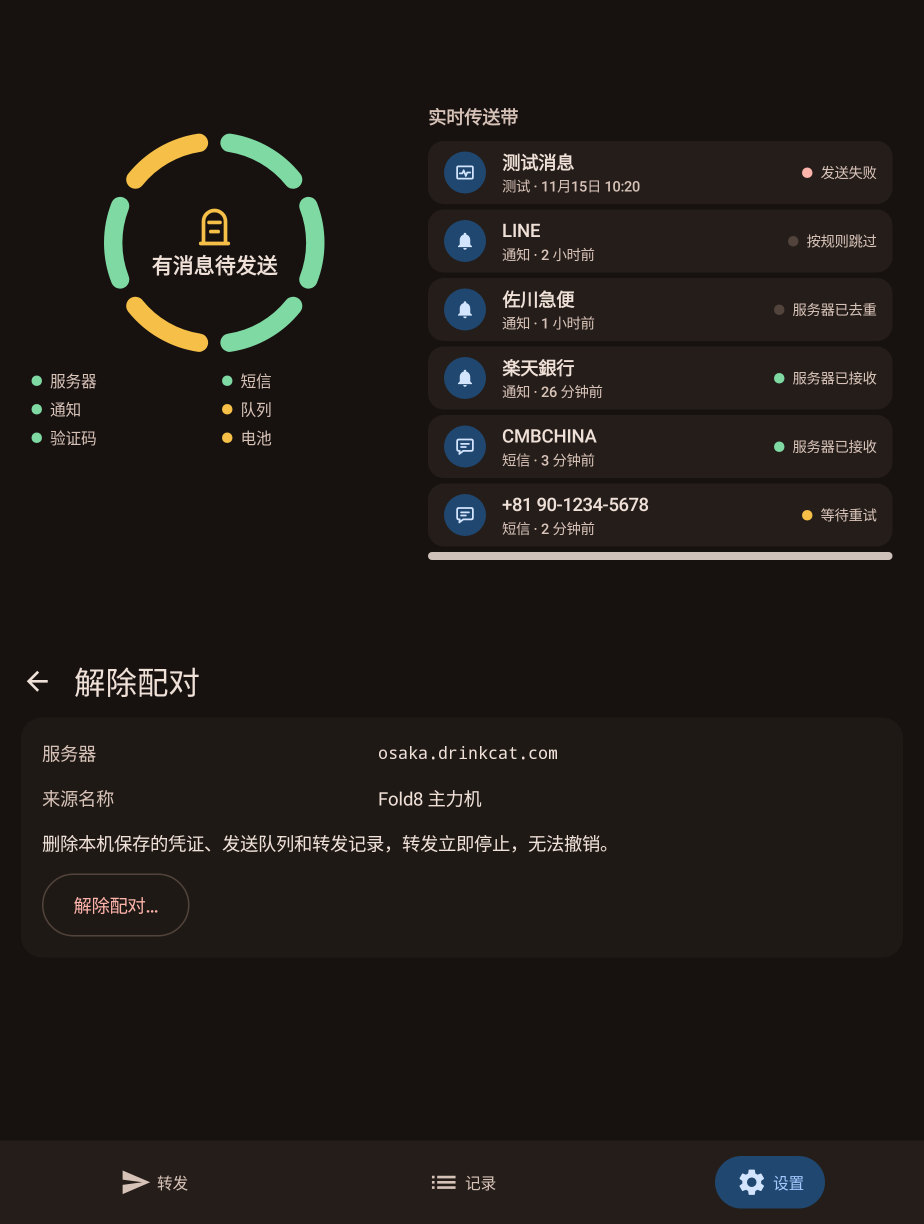 有消息待发送
服务器
短信
通知
队列
验证码
电池
实时传送带
测试消息
测试 · 11月15日 10:20
发送失败
LINE
通知 · 2 小时前
按规则跳过
佐川急便
通知 · 1 小时前
服务器已去重
楽天銀行
通知 · 26 分钟前
服务器已接收
CMBCHINA
短信 · 3 分钟前
服务器已接收
+81 90-1234-5678
短信 · 2 分钟前
等待重试
解除配对
服务器
osaka.drinkcat.com
来源名称
Fold8 主力机
删除本机保存的凭证、发送队列和转发记录，转发立即停止，无法撤销。
解除配对…
转发
记录
设置